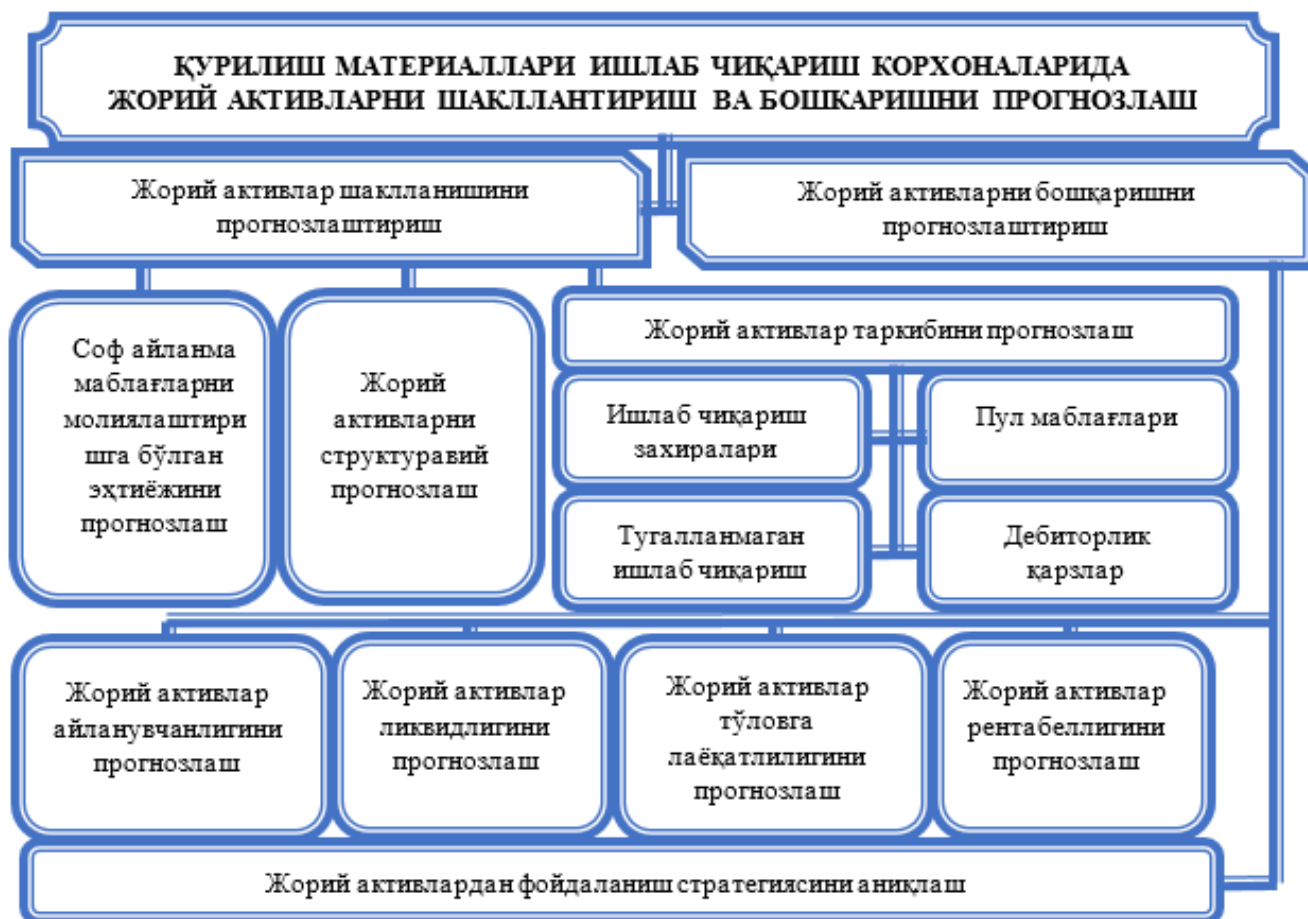 ҚУРИЛИШ МАТЕРИАЛЛАРИ ИШЛАБ ЧИҚАРИШ КОРХОНАЛАРИДА
ЖОРИЙ АКТИВЛАРНИ ШАКЛЛАНТИРИШ ВА БОШКАРИШНИ ПРОГНОЗЛАШ
Жорий активлар шаклланишини
прогнозлаштириш
Жорий активларни бошқаришни
прогнозлаштириш
Соф айланма
маблағларни
молиялаштири
шга бўлган
эҳтиёжини
прогнозлаш
Жорий
активларни
структуравий
прогнозлаш
Жорий активлар таркибини прогнозлаш
Ишлаб чиқариш
захиралари
Пул маблағлари
Тугалланмаган
ишлаб чиқариш
Дебиторлик
қарзлар
Жорий активлар
айланувчанлигини
прогнозлаш
Жорий активлар
ликвидлигини
прогнозлаш
Жорий активлар
тўловга
лаёқатлилигини
прогнозлаш
Жорий активлар
рентабеллигини
прогнозлаш
Жорий активлардан фойдаланиш стратегиясини аниқлаш